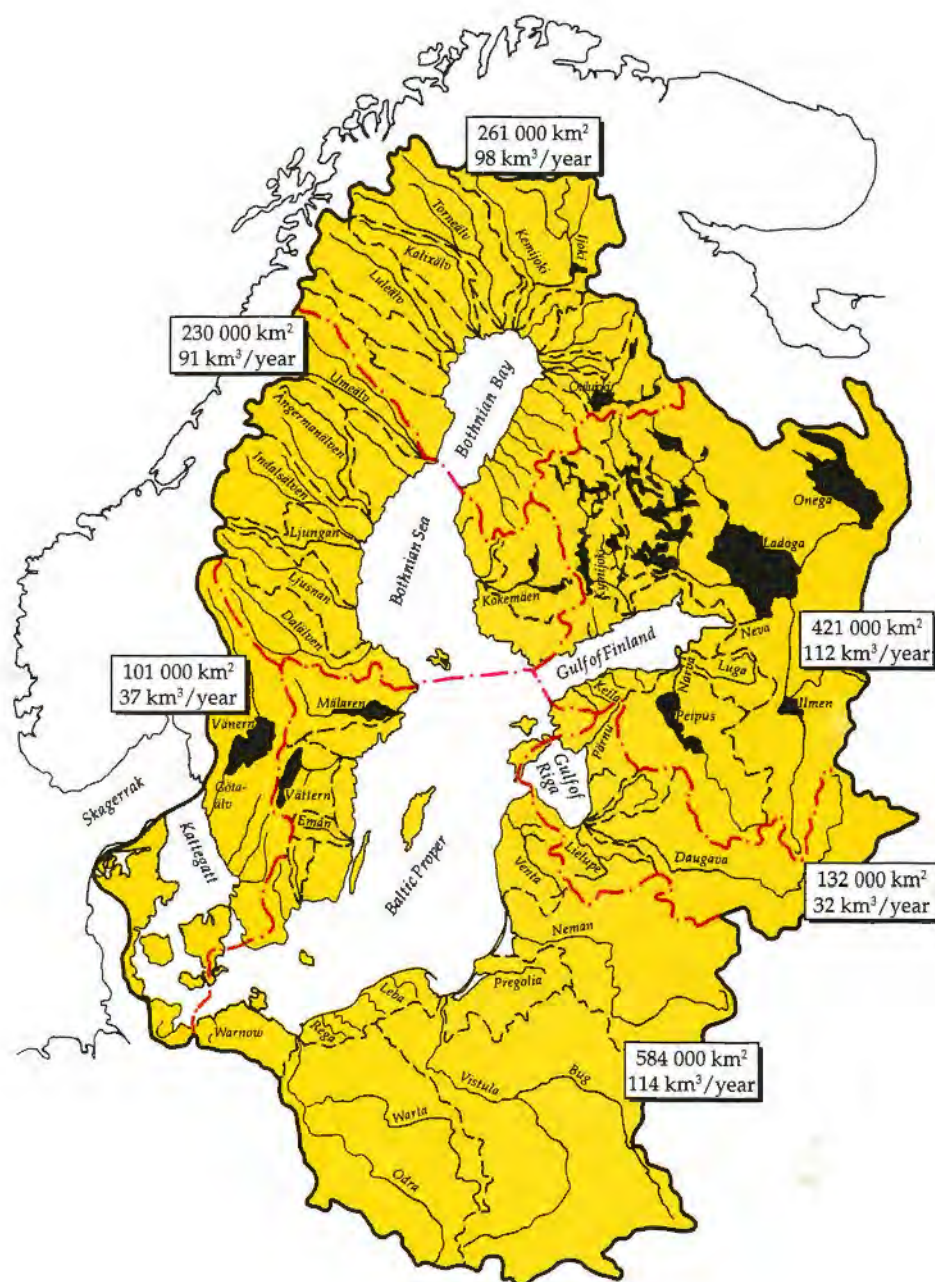 261 000 km²
98 km³/year
Torneälv
Kemijoki
Iijoki
Kalixälv
Luleälv
230 000 km²
91 km³/year
Umeälv
Bothnian Bay
Ångermanälven
Indalsälven
Onega
Ljungan
Bothnian Sea
Ladoga
Ljusnan
Kymijoki
Kokemäen
Dalälven
Neva
Gulf of Finland
421 000 km²
112 km³/year
101 000 km²
37 km³/year
Luga
Narva
Keila
Mälaren
Vänern
Peipus
Ilmen
Pärnu
Gulf of
Riga
Skagerrak
Göta-
älv
Vättern
Kattegatt
Emån
Lielupe
Daugava
Venta
Baltic Proper
132 000 km²
32 km³/year
Neman
Pregolia
Leba
Rega
Warnow
584 000 km²
114 km³/year
Vistula
Bug
Warta
Odra